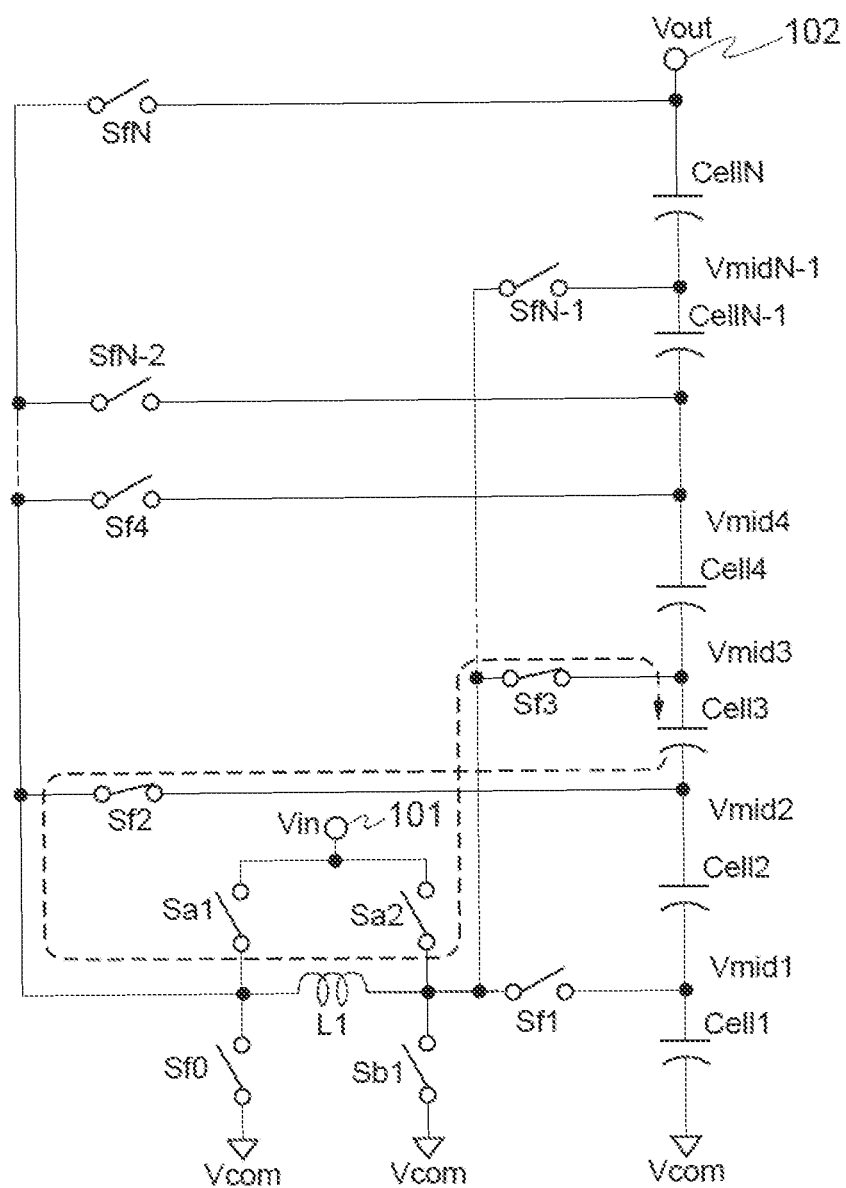 Vout 102
SfN
CellN
VmidN-1
SfN-1
CellN-1
SfN-2
Sf4
Vmid4
Cell4
Vmid3
Sf3
Cell3
Sf2
Vin 101
Vmid2
Cell2
Sa1
Sa2
Vmid1
L1
Sf1
Cell1
Sf0
Sb1
Vcom
Vcom
Vcom